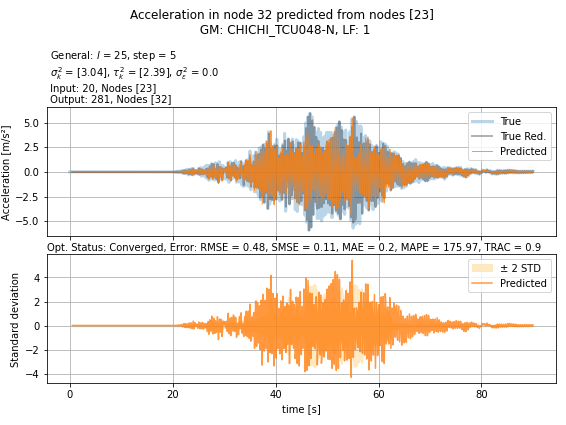 Acceleration in node 32 predicted from nodes [23]
GM: CHICHI_TCU048-N, LF: 1
General: l = 25, step = 5
σ²ₖ = [3.04], τ²ₖ = [2.39], σ²ε = 0.0
Input: 20, Nodes [23]
Output: 281, Nodes [32]
Acceleration [m/s²]
5.0
2.5
0.0
−2.5
−5.0
True
True Red.
Predicted
Opt. Status: Converged, Error: RMSE = 0.48, SMSE = 0.11, MAE = 0.2, MAPE = 175.97, TRAC = 0.9
Standard deviation
4
2
0
−2
−4
± 2 STD
Predicted
0
20
40
60
80
time [s]